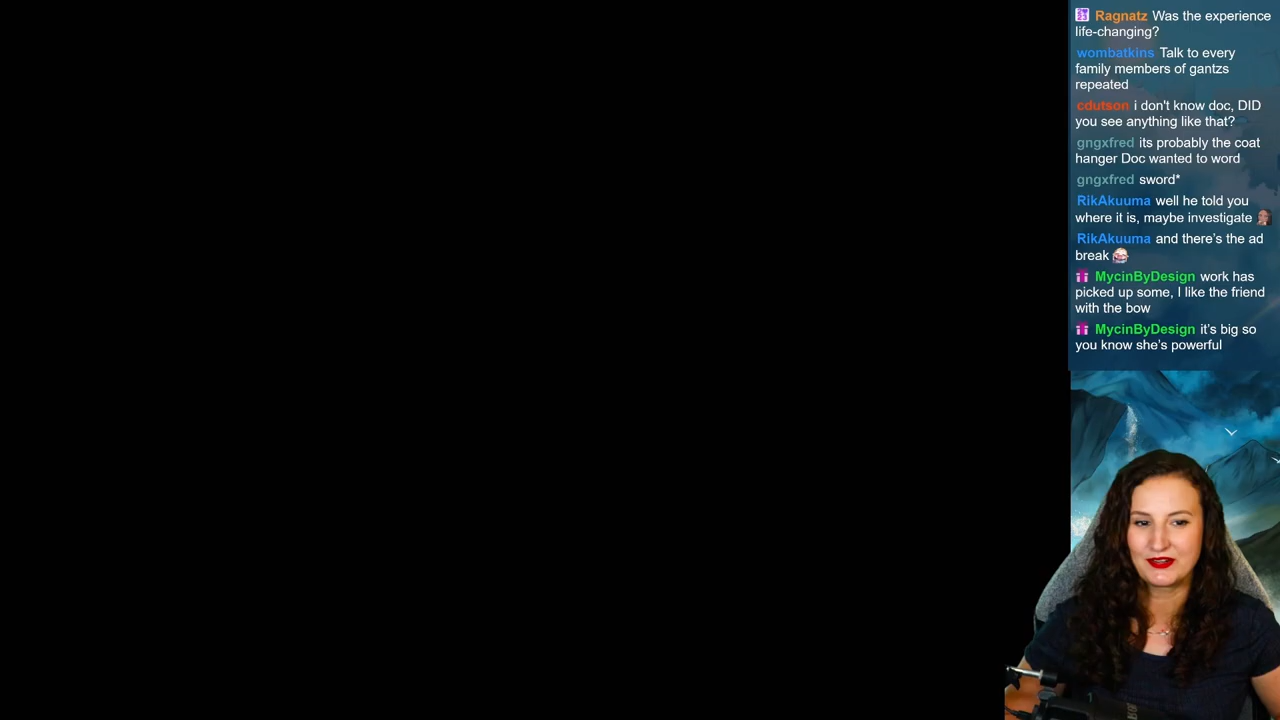 Ragnatz Was the experience
life-changing?
wombatkins Talk to every
family members of gantzs
repeated
cdutson i don't know doc, DID
you see anything like that?
gngxfred its probably the coat
hanger Doc wanted to word
gngxfred sword*
RikAkuuma well he told you
where it is, maybe investigate
RikAkuuma and there's the ad
break
MycinByDesign work has
picked up some, I like the friend
with the bow
MycinByDesign it's big so
you know she's powerful